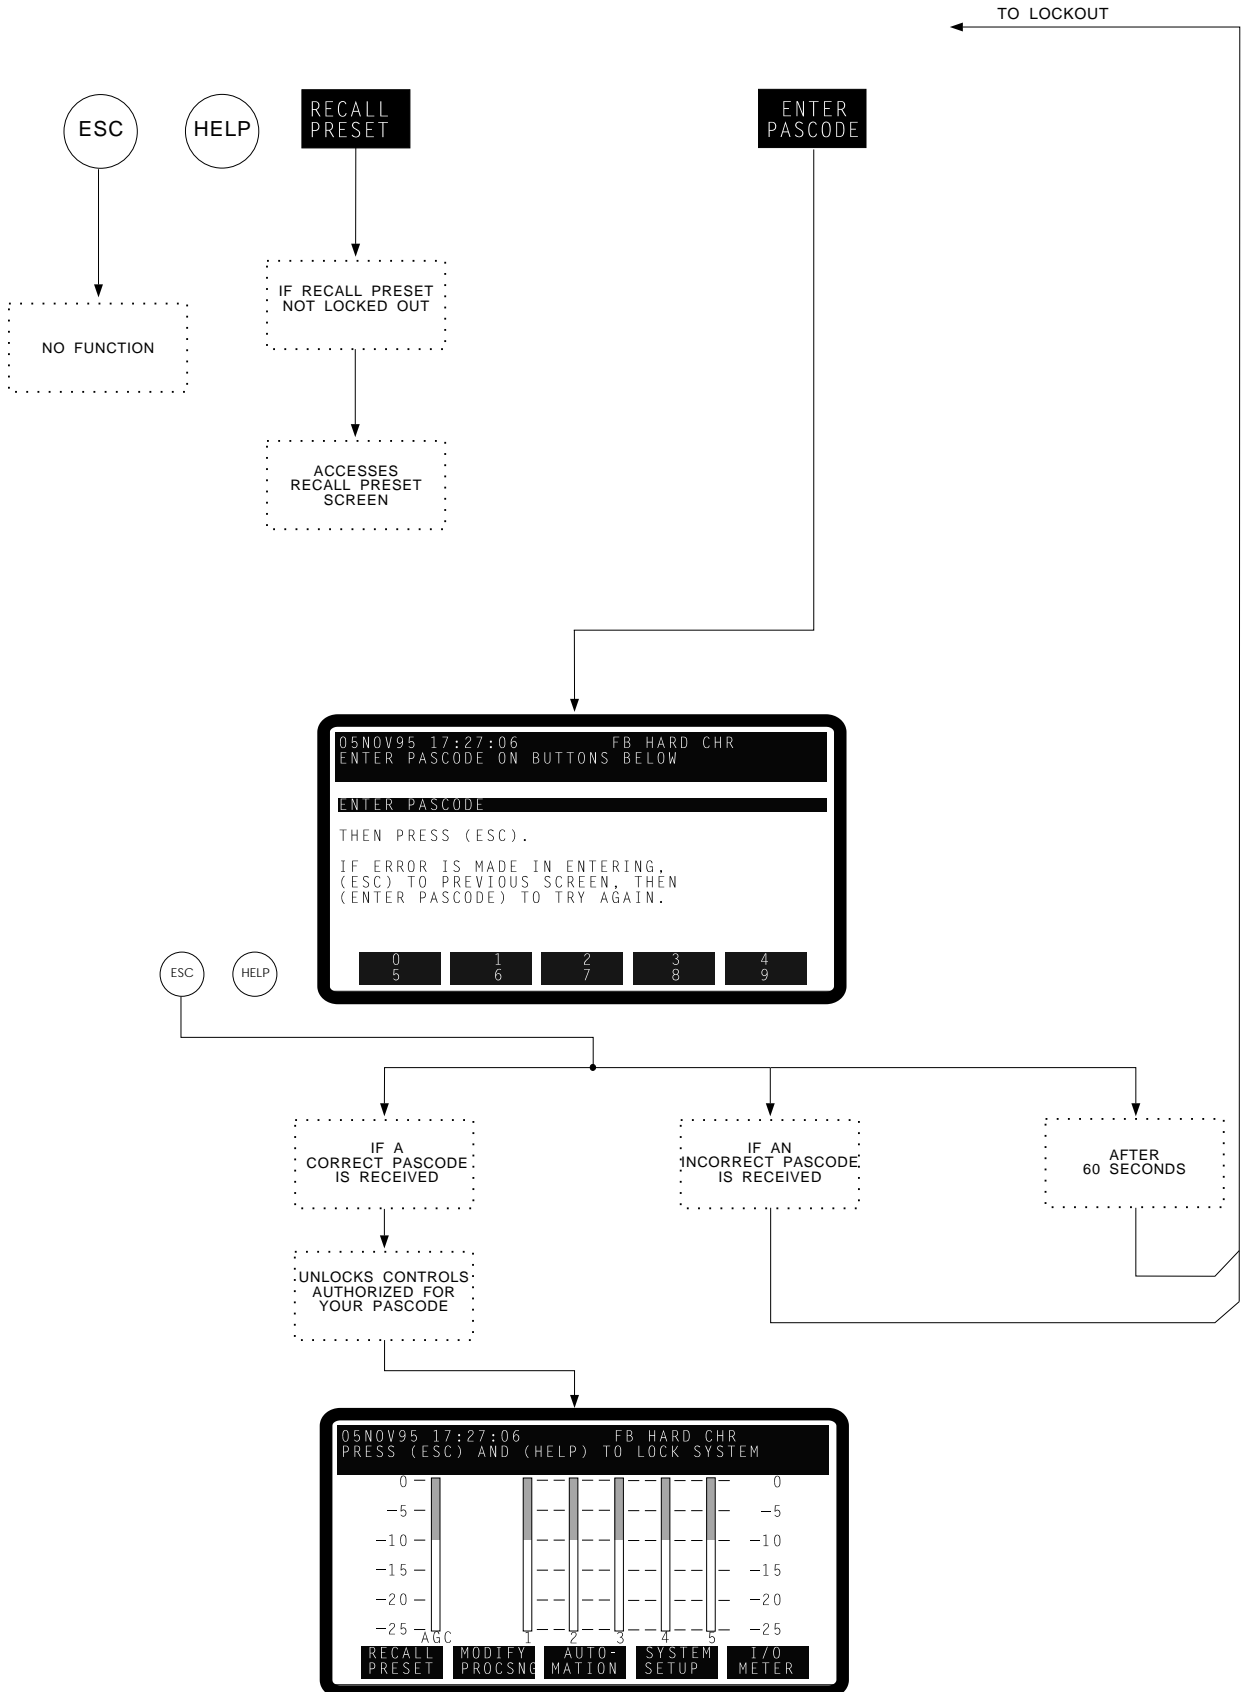 TO LOCKOUT
ESC
HELP
RECALL
PRESET
ENTER
PASCODE
IF RECALL PRESET
NOT LOCKED OUT
NO FUNCTION
ACCESSES
RECALL PRESET
SCREEN
05NOV95 17:27:06 FB HARD CHR
ENTER PASCODE ON BUTTONS BELOW
ENTER PASCODE
THEN PRESS (ESC).
IF ERROR IS MADE IN ENTERING,
(ESC) TO PREVIOUS SCREEN, THEN
(ENTER PASCODE) TO TRY AGAIN.
0 1 2 3 4
5 6 7 8 9
ESC
HELP
IF A
CORRECT PASCODE
IS RECEIVED
IF AN
INCORRECT PASCODE
IS RECEIVED
AFTER
60 SECONDS
UNLOCKS CONTROLS
AUTHORIZED FOR
YOUR PASCODE
05NOV95 17:27:06 FB HARD CHR
PRESS (ESC) AND (HELP) TO LOCK SYSTEM
0 0
-5 -5
-10 -10
-15 -15
-20 -20
-25 -25
AGC 1 2 3 4 5
RECALL MODIFY AUTO- SYSTEM I/O
PRESET PROCSNG MATION SETUP METER